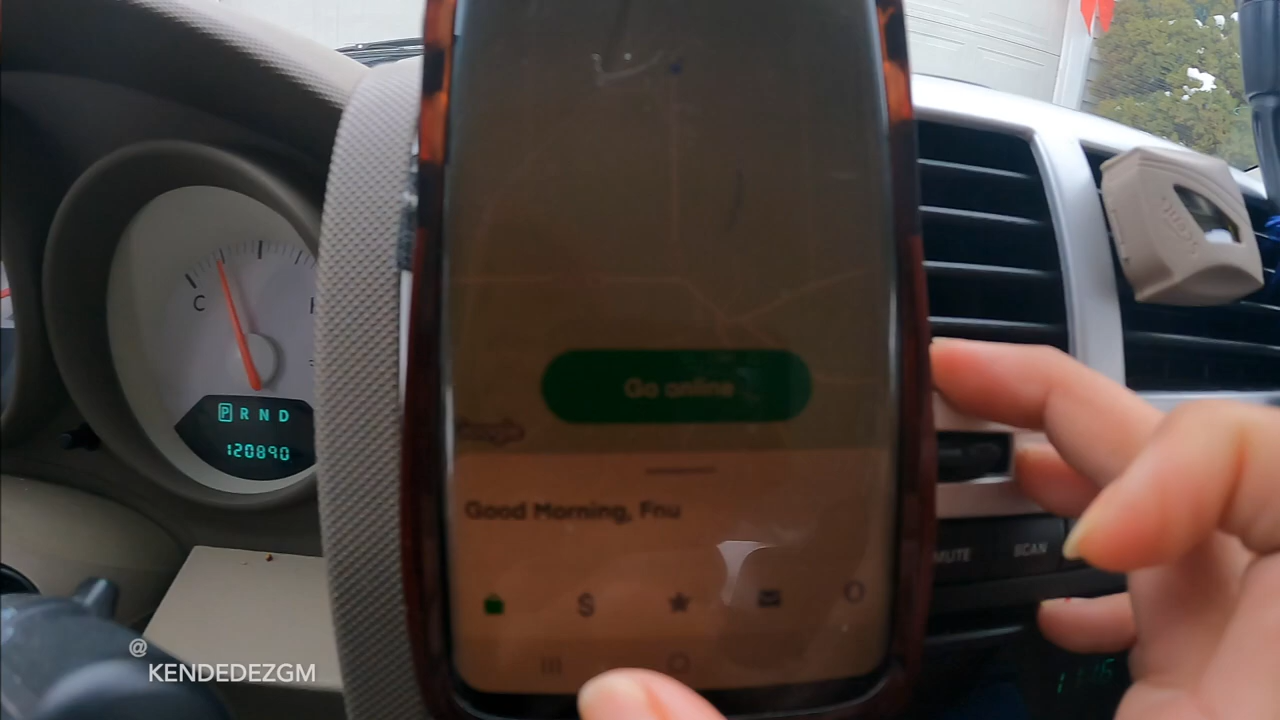 C
P R N D
120890
Go online
Good Morning, Fnu
$
MUTE
SCAN
@
KENDEDEZGM